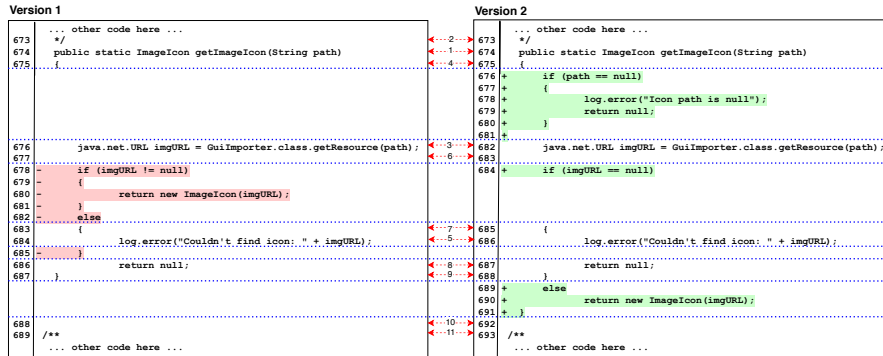 Version 1
... other code here ...
673 */
674 public static ImageIcon getImageIcon(String path)
675 {
676 java.net.URL imgURL = GuiImporter.class.getResource(path);
677
678 - if (imgURL != null)
679 - {
680 - return new ImageIcon(imgURL);
681 - }
682 - else
683 {
684 log.error("Couldn't find icon: " + imgURL);
685 - }
686 return null;
687 }
688
689 /**
... other code here ...
2
1
4
3
6
7
5
8
9
10
11
Version 2
... other code here ...
673 */
674 public static ImageIcon getImageIcon(String path)
675 {
676 + if (path == null)
677 + {
678 + log.error("Icon path is null");
679 + return null;
680 + }
681 +
682 java.net.URL imgURL = GuiImporter.class.getResource(path);
683
684 + if (imgURL == null)
685 {
686 log.error("Couldn't find icon: " + imgURL);
687 return null;
688 }
689 + else
690 + return new ImageIcon(imgURL);
691 + }
692
693 /**
... other code here ...